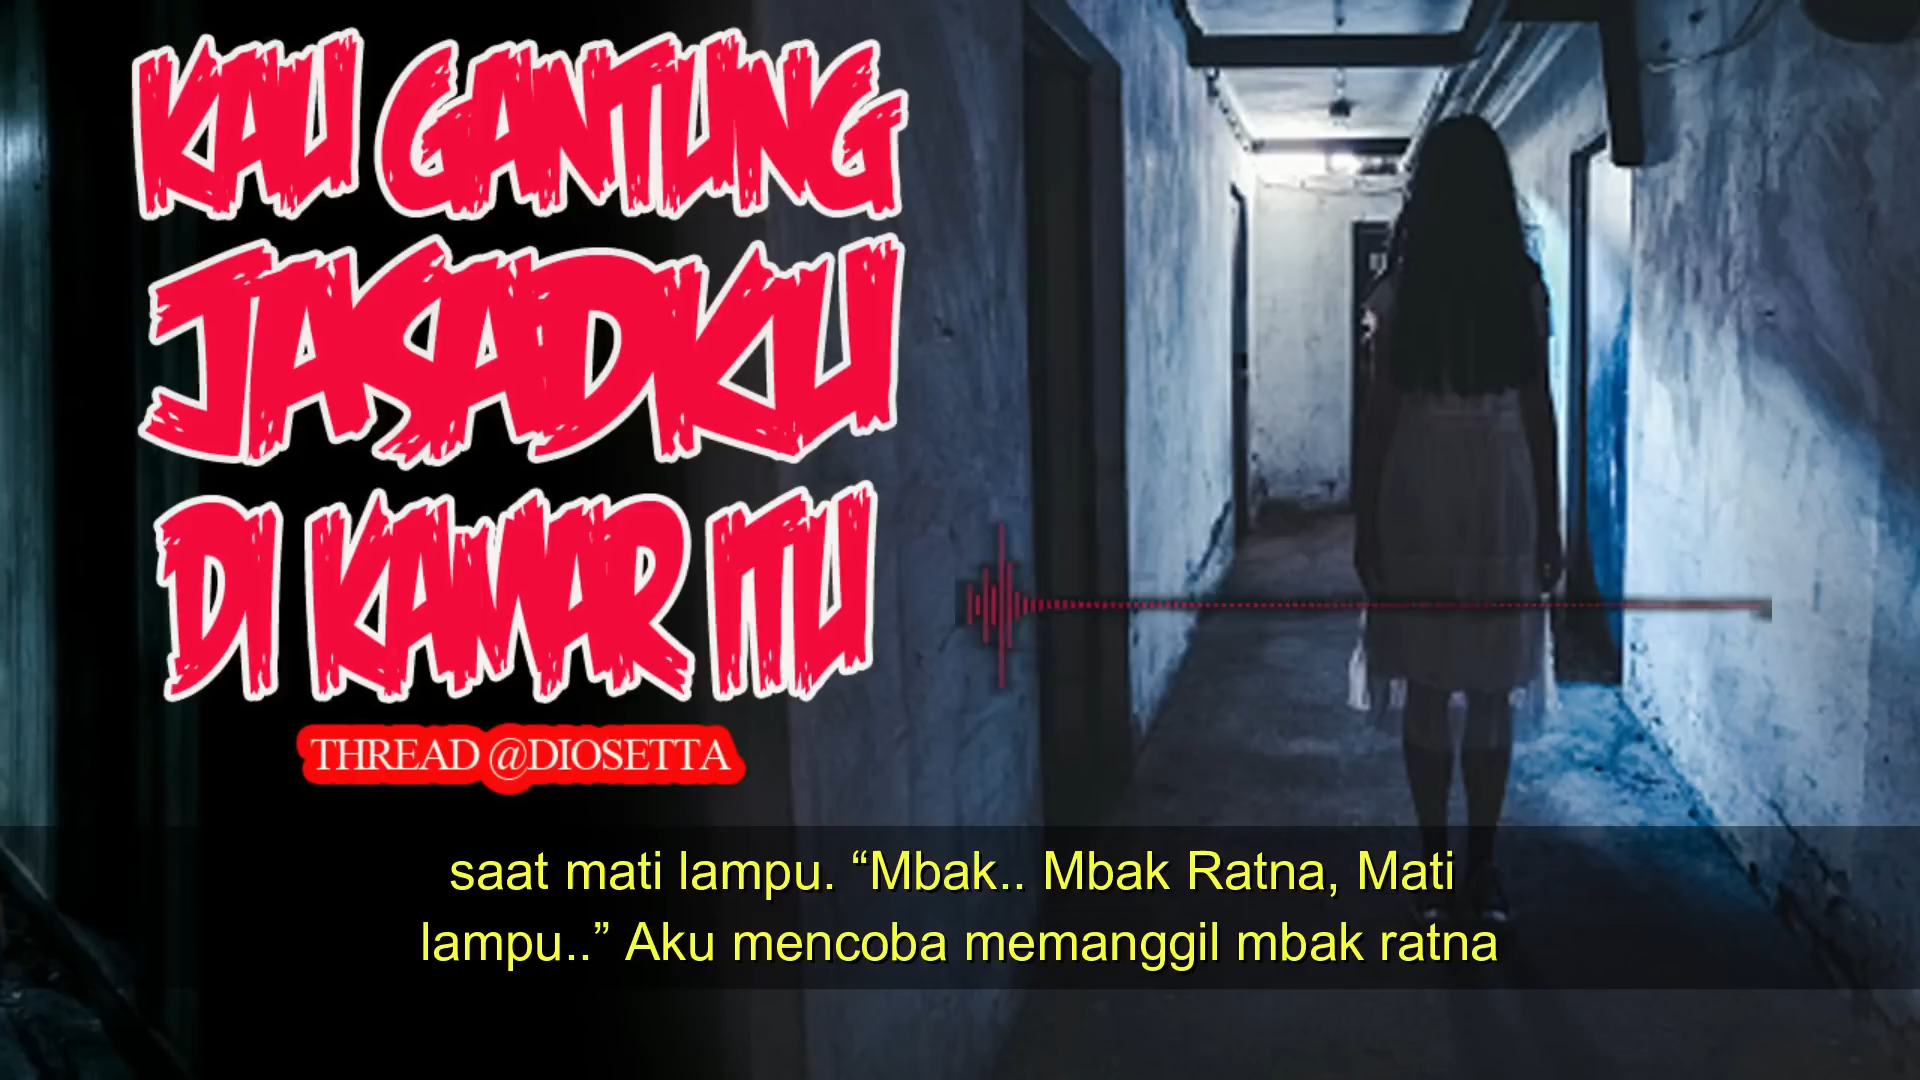 KAU GANTUNG
JASADKU
DI KAMAR ITU
THREAD @DIOSETTA
saat mati lampu. “Mbak.. Mbak Ratna, Mati
lampu..” Aku mencoba memanggil mbak ratna